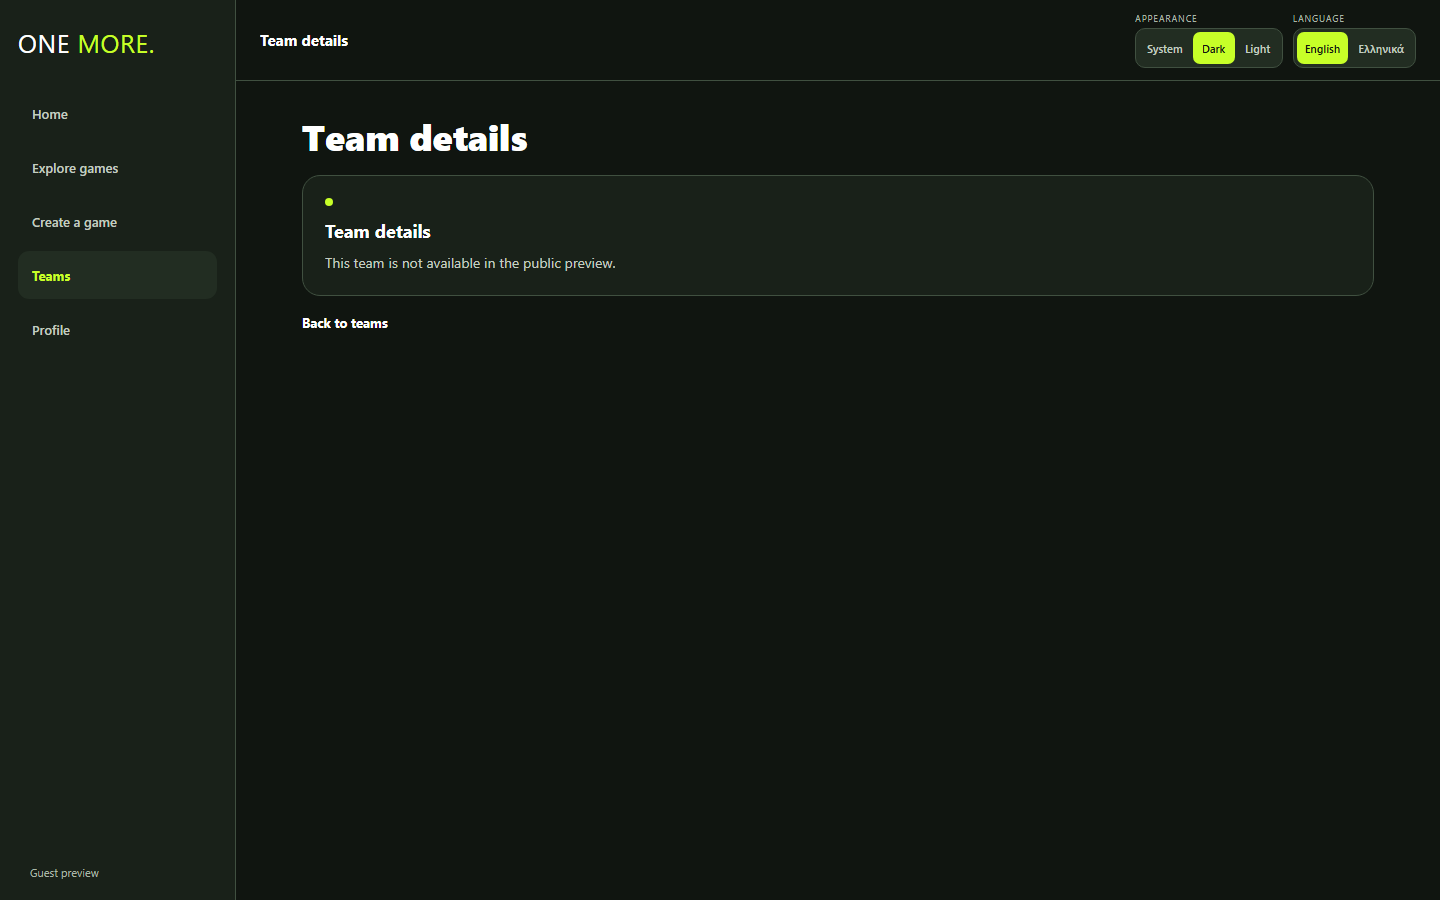 ONE MORE.
Home
Explore games
Create a game
Teams
Profile
Guest preview
Team details
APPEARANCE
System Dark Light
LANGUAGE
English Ελληνικά
Team details
Team details
This team is not available in the public preview.
Back to teams